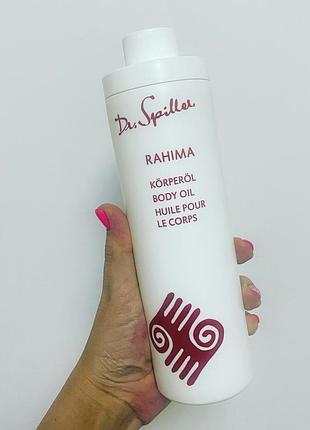 Dr. Spiller
RAHIMA
KÖRPERÖL
BODY OIL
HUILE POUR
LE CORPS